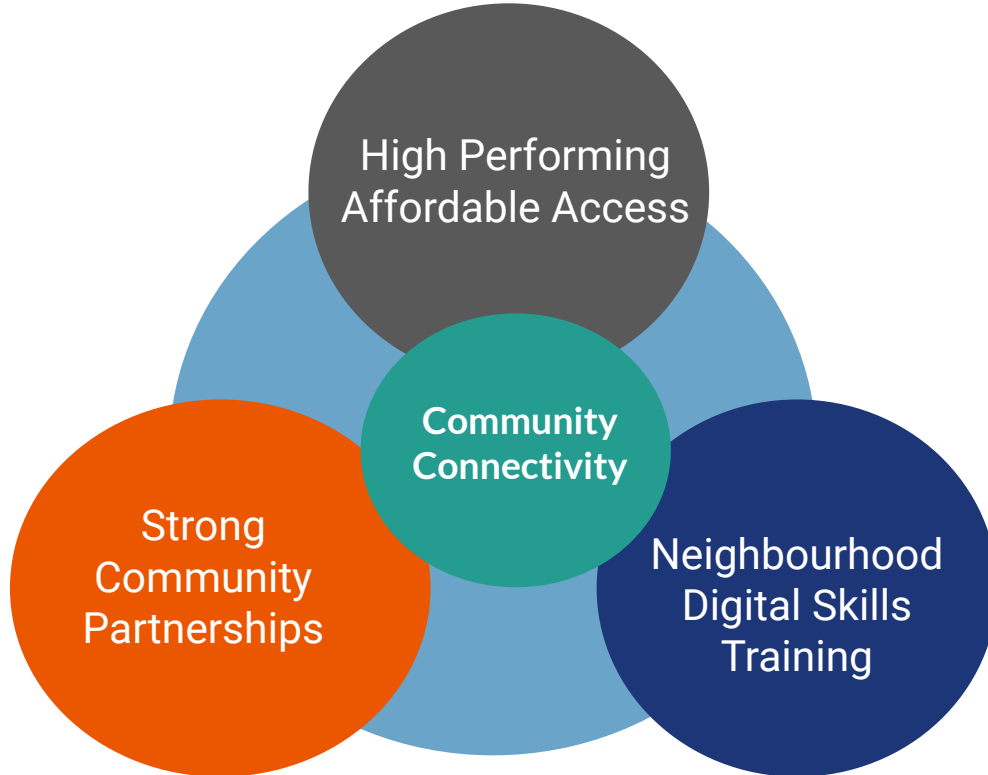 High Performing
Affordable Access
Community
Connectivity
Strong
Community
Partnerships
Neighbourhood
Digital Skills
Training